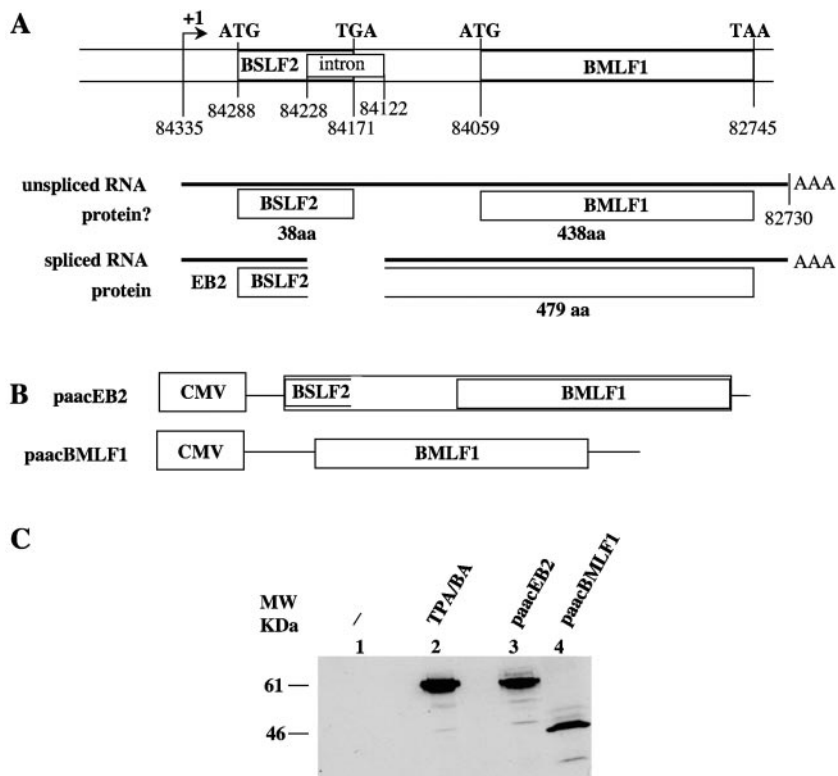 A
+1
ATG TGA ATG TAA
BSLF2 intron BMLF1
84335 84288 84228 84171 84122 84059 82745
unspliced RNA AAA
protein? BSLF2 BMLF1 82730
38aa 438aa
spliced RNA AAA
protein EB2 BSLF2
479 aa
B
paacEB2 CMV BSLF2 BMLF1
paacBMLF1 CMV BMLF1
C
MW
KDa
/ TPA/BA paacEB2 paacBMLF1
1 2 3 4
61
46